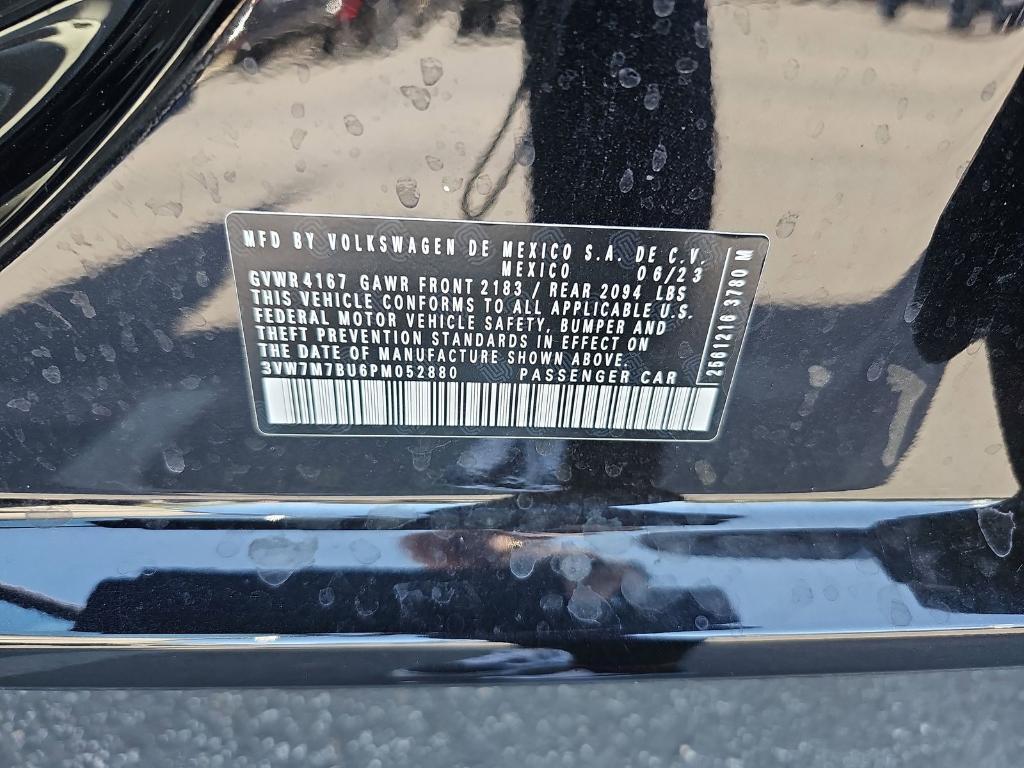 MFD BY VOLKSWAGEN DE MEXICO S.A. DE C.V.
MEXICO 06/23
GVWR 4167 GAWR FRONT 2183 / REAR 2094 LBS
THIS VEHICLE CONFORMS TO ALL APPLICABLE U.S.
FEDERAL MOTOR VEHICLE SAFETY, BUMPER AND
THEFT PREVENTION STANDARDS IN EFFECT ON
THE DATE OF MANUFACTURE SHOWN ABOVE.
3VW7M7BU6PM052880 PASSENGER CAR
2561216 3780 M